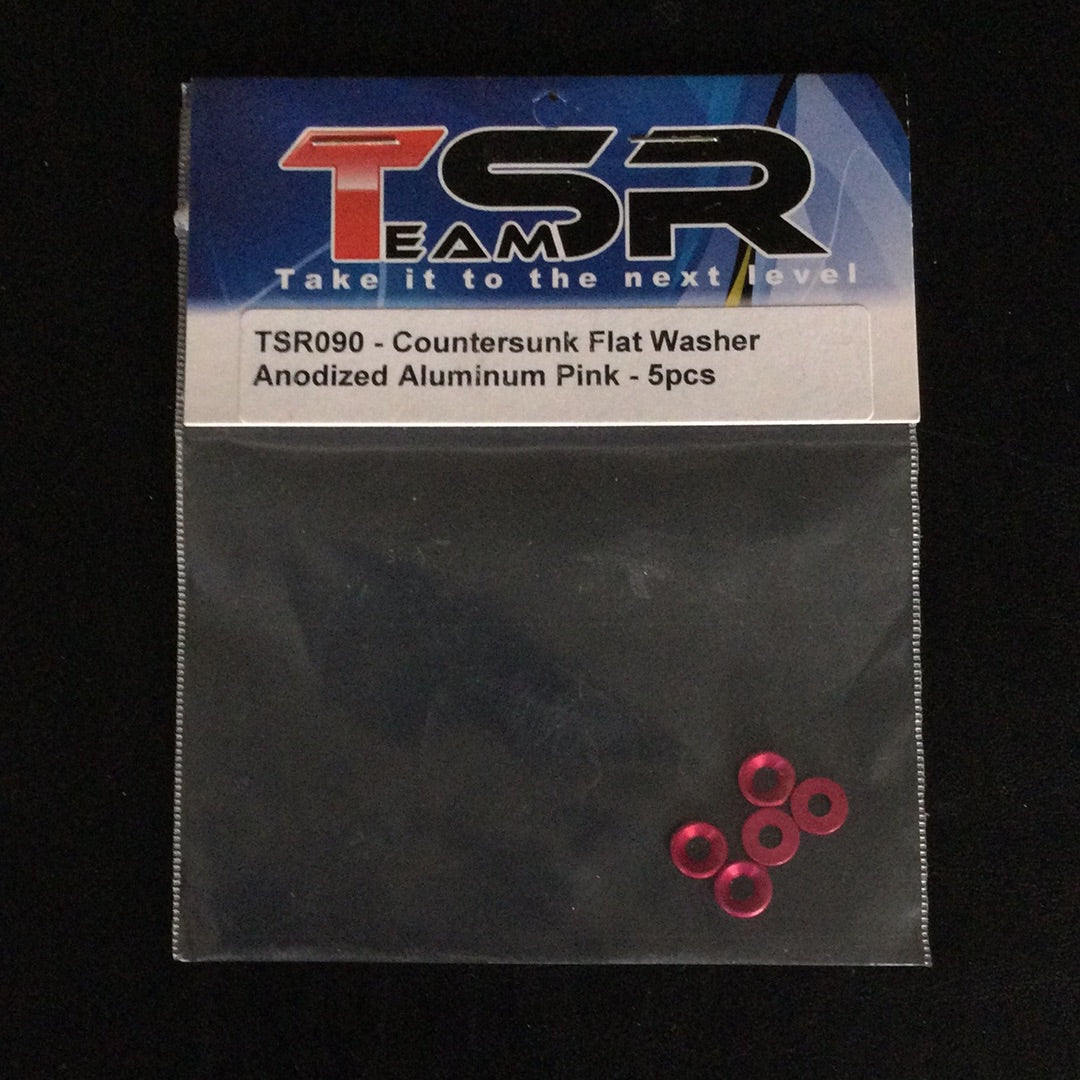 TEAM TSR
Take it to the next level
TSR090 - Countersunk Flat Washer
Anodized Aluminum Pink - 5pcs